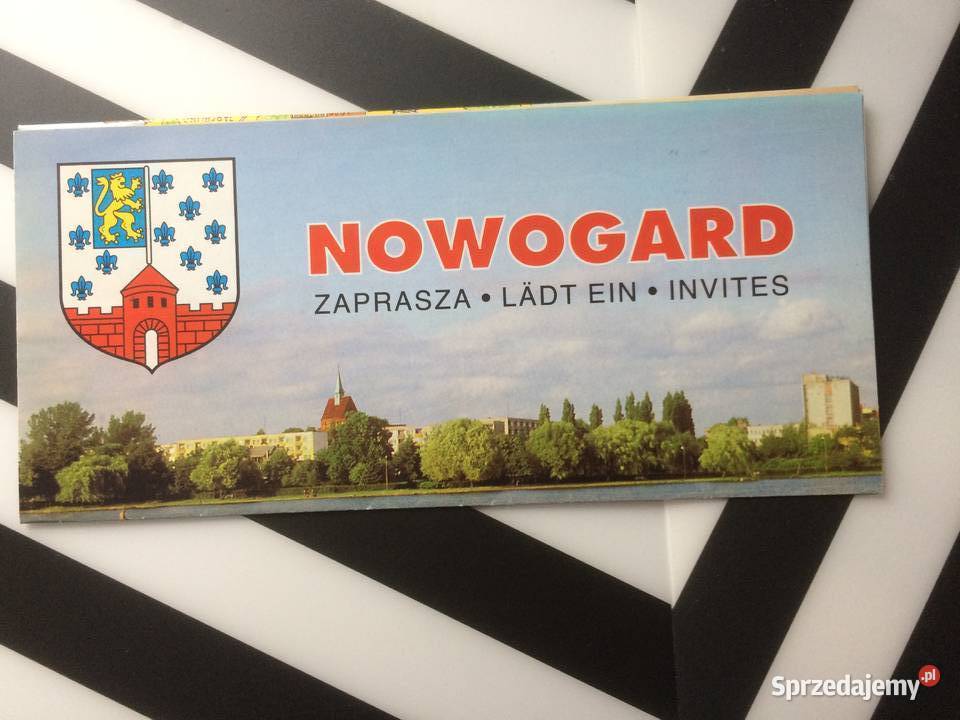 NOWOGARD
ZAPRASZA • LÄDT EIN • INVITES
Sprzedajemy.pl